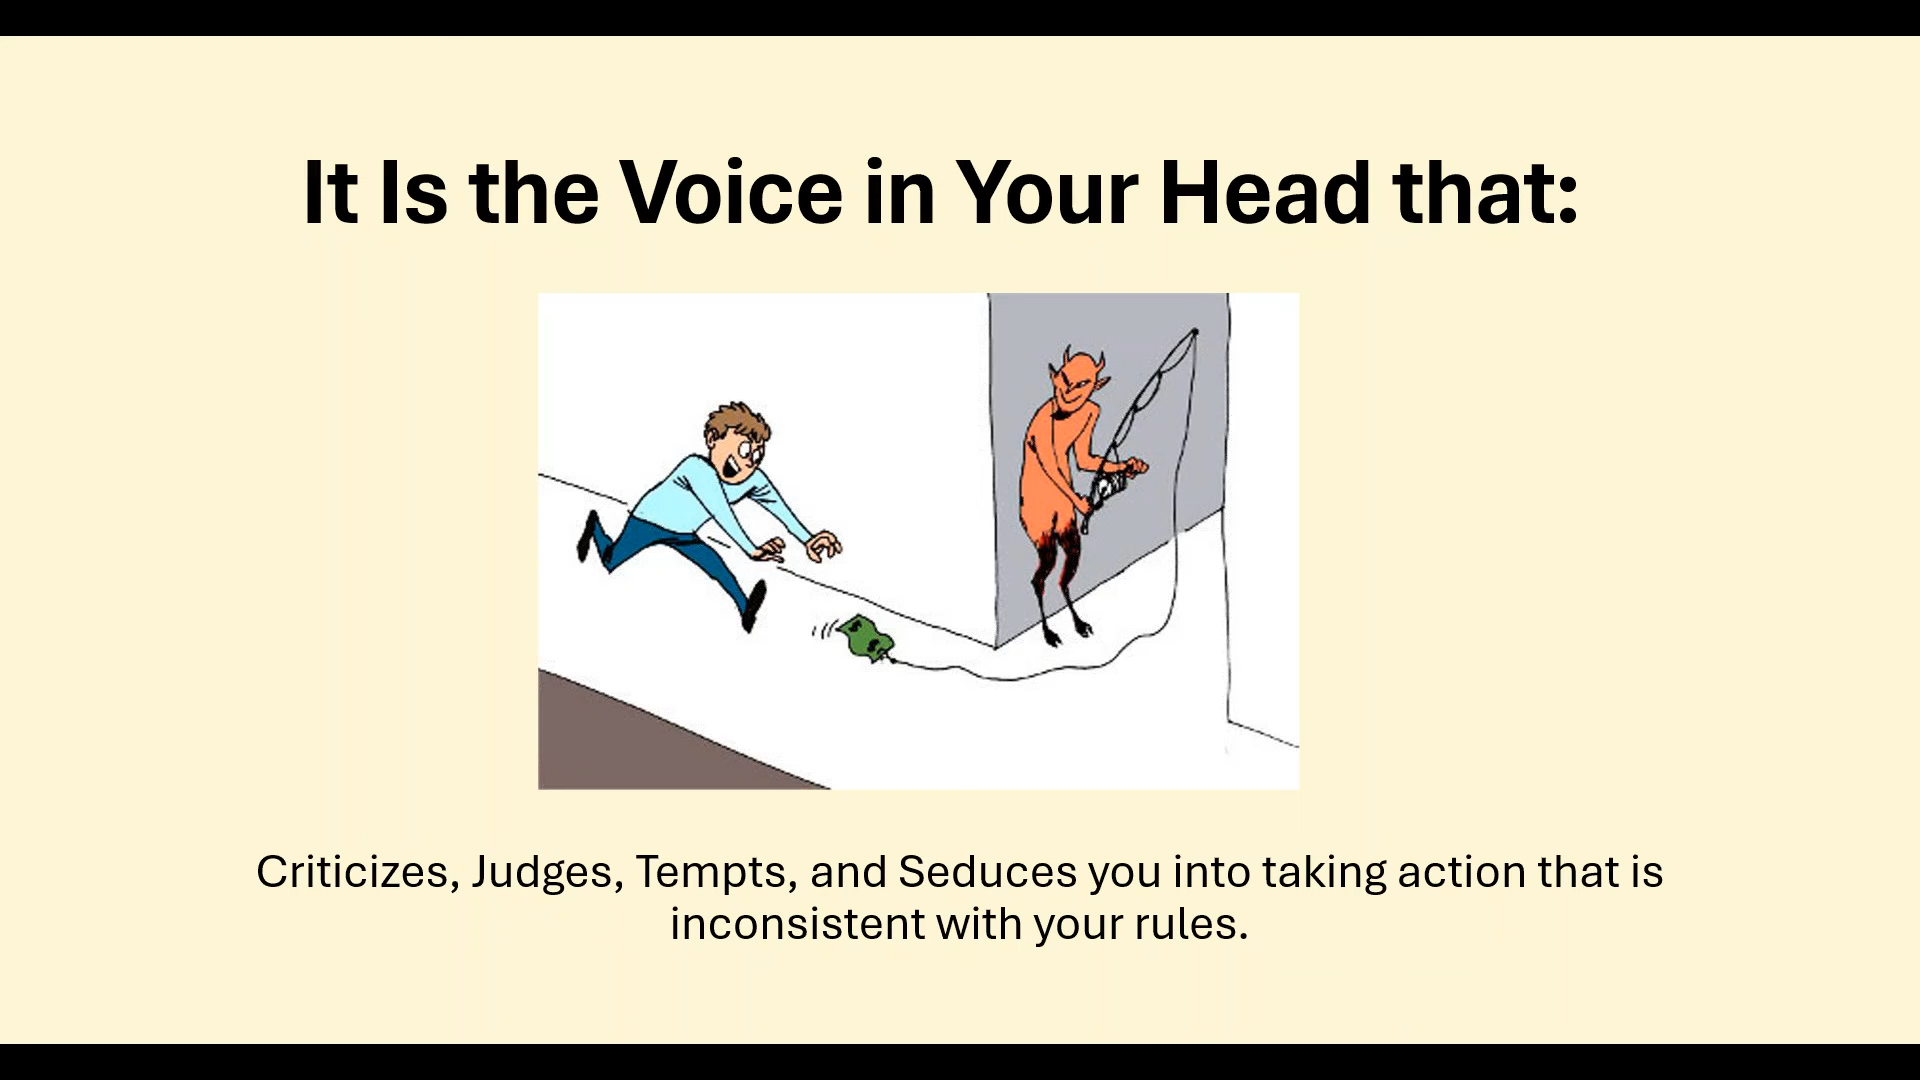 It Is the Voice in Your Head that:
Criticizes, Judges, Tempts, and Seduces you into taking action that is
inconsistent with your rules.